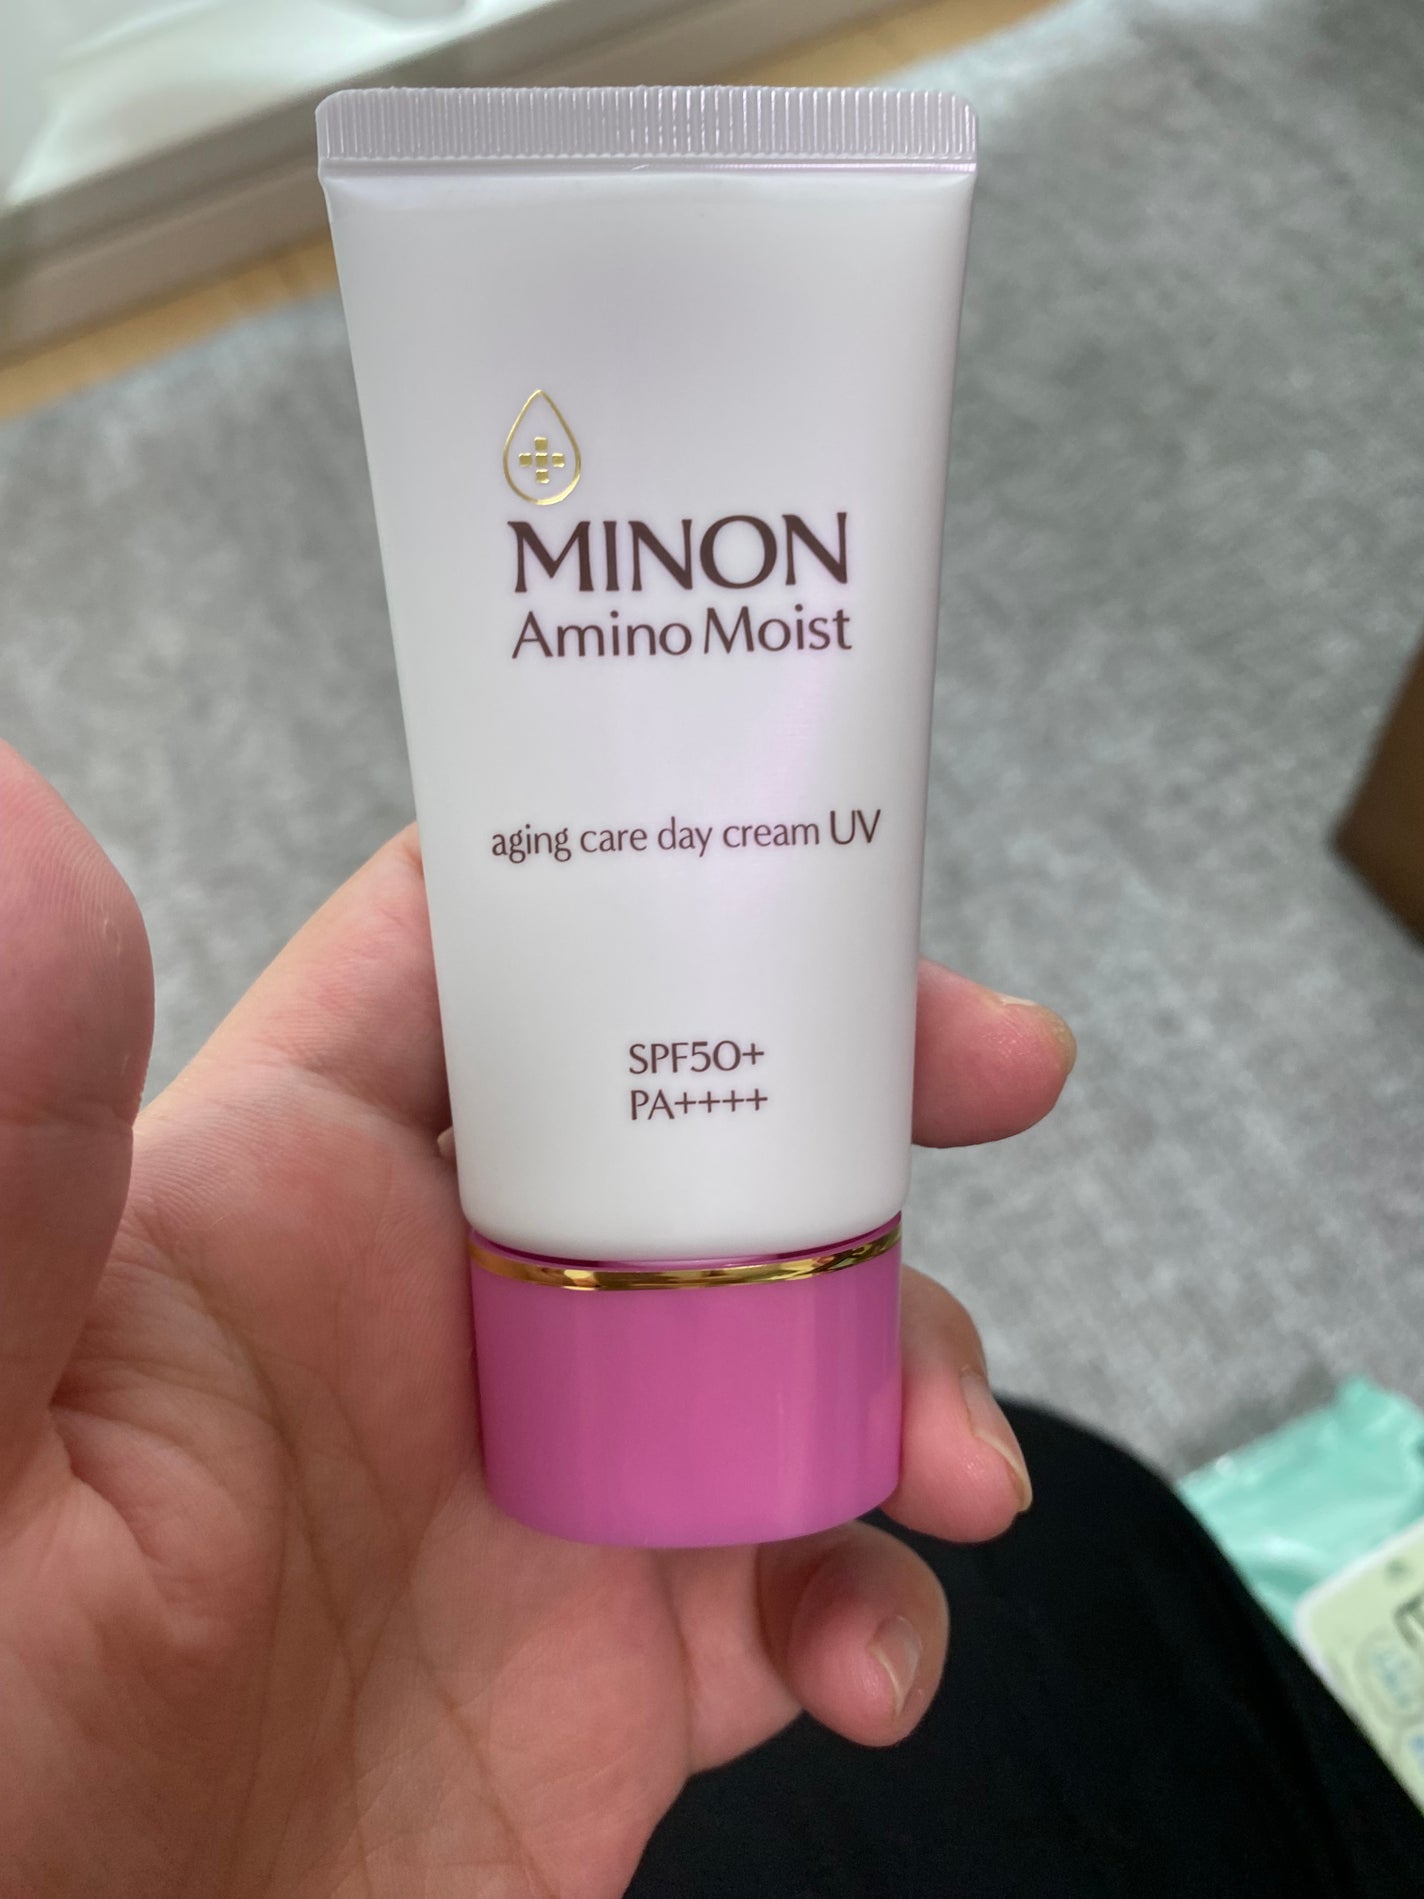 MINON
Amino Moist
aging care day cream UV
SPF50+
PA++++